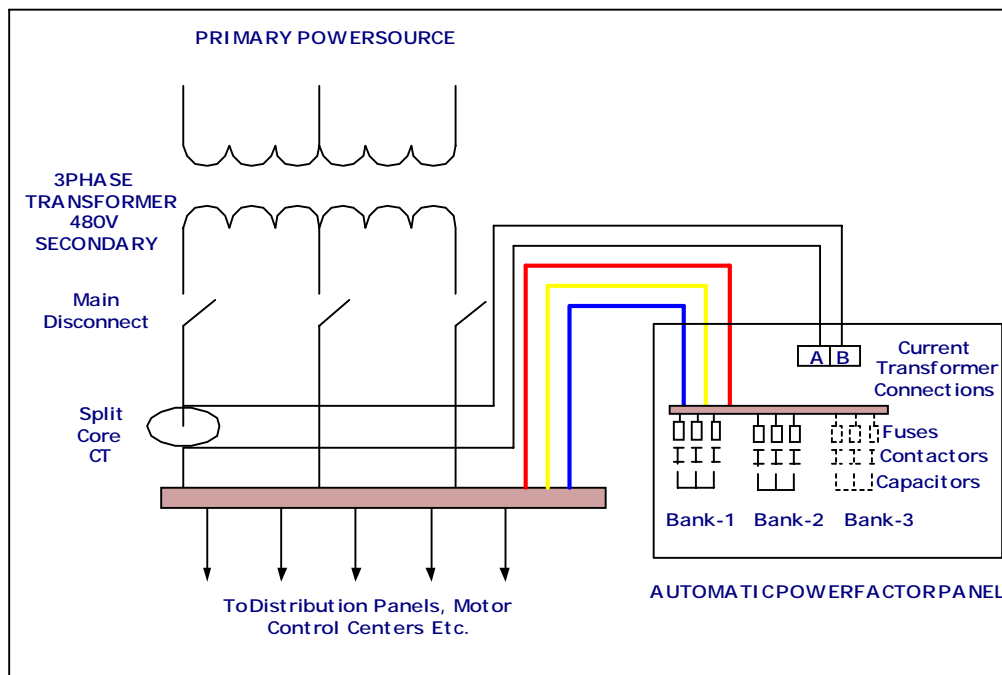 PRIMARY POWERSOURCE
3PHASE
TRANSFORMER
480V
SECONDARY
Main
Disconnect
Split
Core
CT
A B
Current
Transformer
Connections
Fuses
Contactors
Capacitors
Bank-1 Bank-2 Bank-3
AUTOMATICPOWERFACTORPANEL
ToDistribution Panels, Motor
Control Centers Etc.